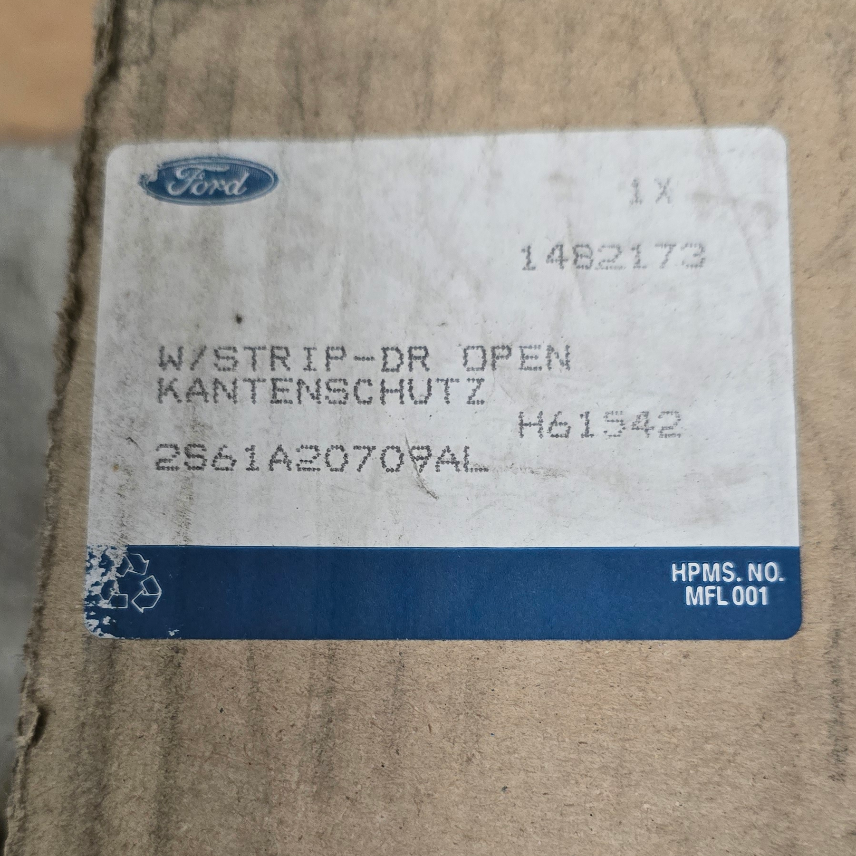 Ford
1X
1482173
W/STRIP-DR OPEN
KANTENSCHUTZ
H61542
2S61A20709AL
HPMS. NO.
MFL 001